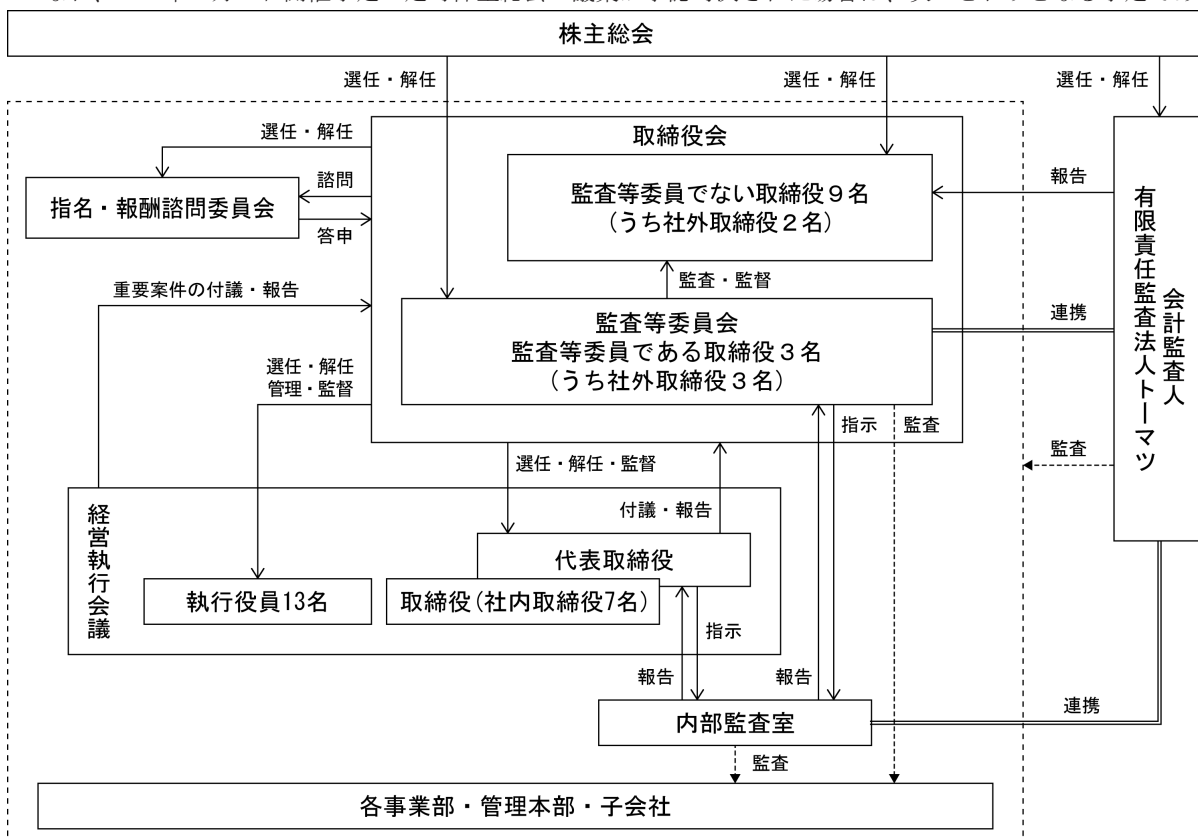 株主総会
選任・解任
選任・解任
選任・解任
選任・解任
取締役会
諮問
指名・報酬諮問委員会
答申
監査等委員でない取締役9名
(うち社外取締役2名)
報告
監査・監督
重要案件の付議・報告
監査等委員会
監査等委員である取締役3名
(うち社外取締役3名)
連携
会計監査人
有限責任監査法人トーマツ
選任・解任
管理・監督
指示
監査
監査
選任・解任・監督
付議・報告
経営執行会議
代表取締役
執行役員13名
取締役(社内取締役7名)
指示
報告
報告
内部監査室
連携
監査
各事業部・管理本部・子会社